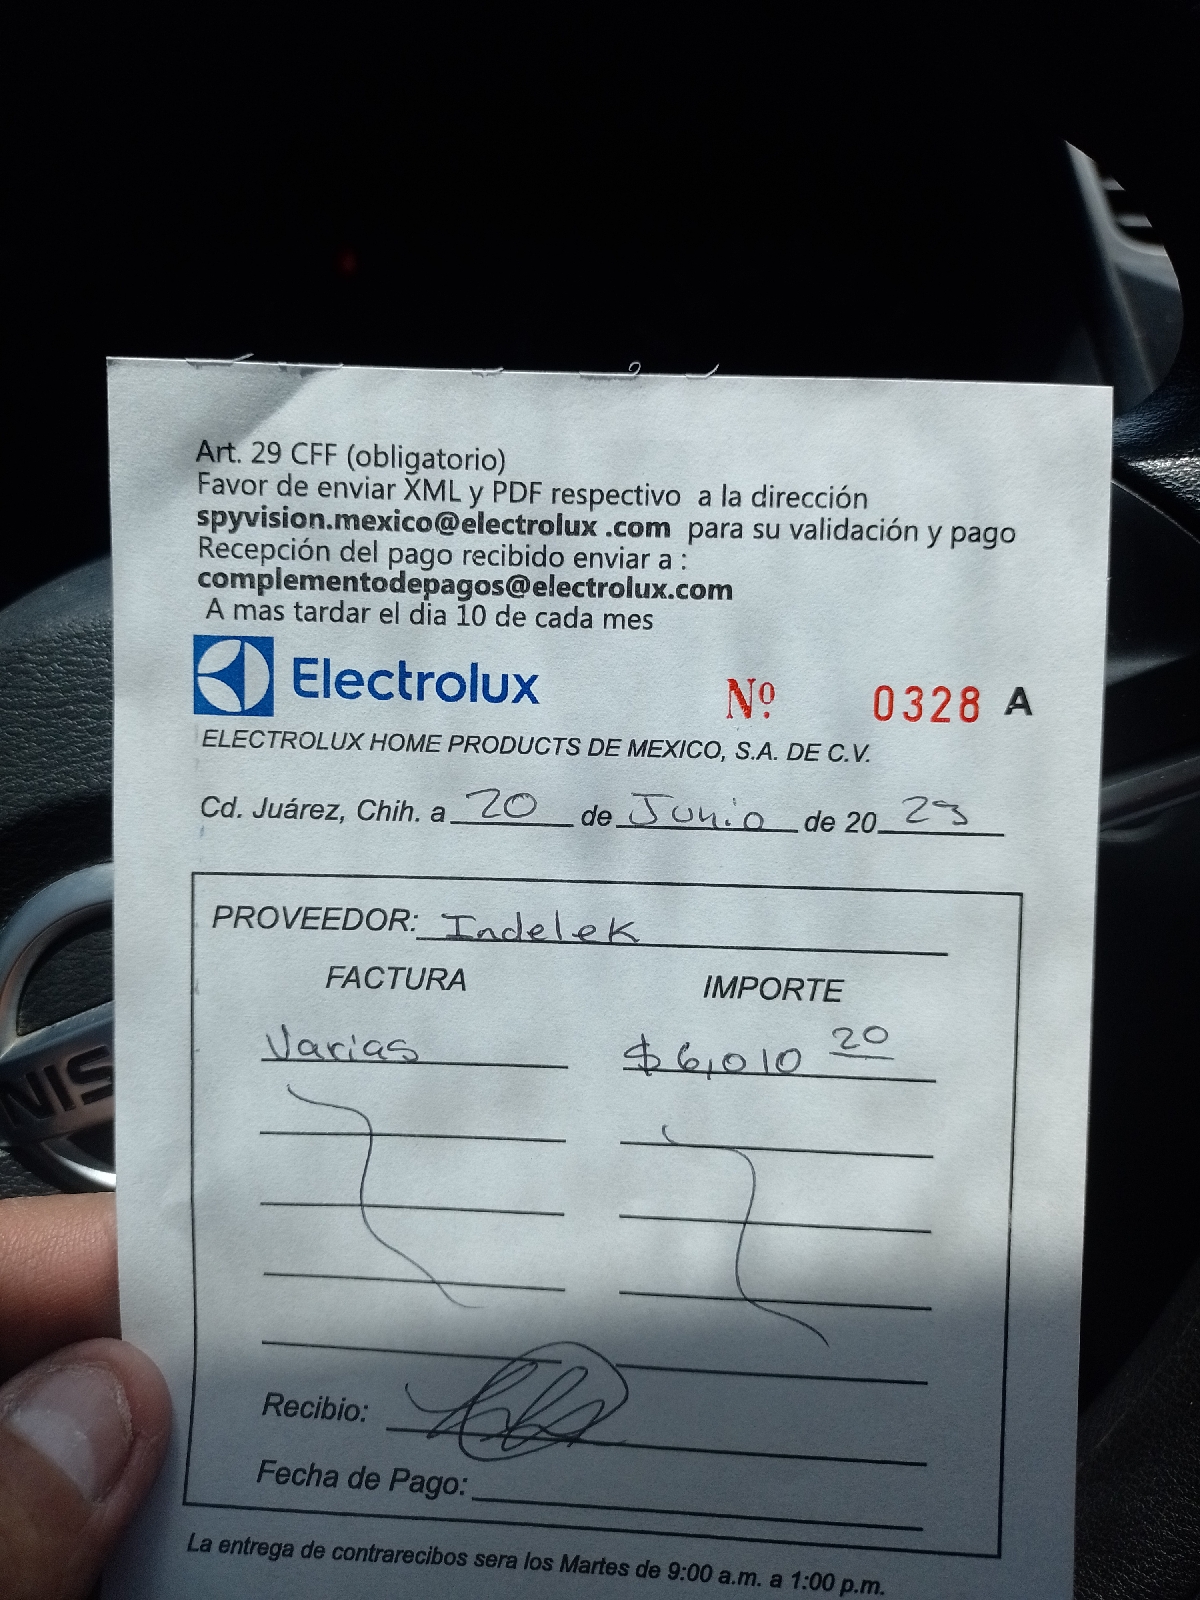 Art. 29 CFF (obligatorio)
Favor de enviar XML y PDF respectivo a la dirección
spyvision.mexico@electrolux .com para su validación y pago
Recepción del pago recibido enviar a :
complementodepagos@electrolux.com
A mas tardar el dia 10 de cada mes
Electrolux Nº 0328 A
ELECTROLUX HOME PRODUCTS DE MEXICO, S.A. DE C.V.
Cd. Juárez, Chih. a 20 de Junio de 2023
PROVEEDOR: Indelek
FACTURA IMPORTE
Varias $6,010 20
Recibio:
Fecha de Pago:
La entrega de contrarecibos sera los Martes de 9:00 a.m. a 1:00 p.m.
NIS